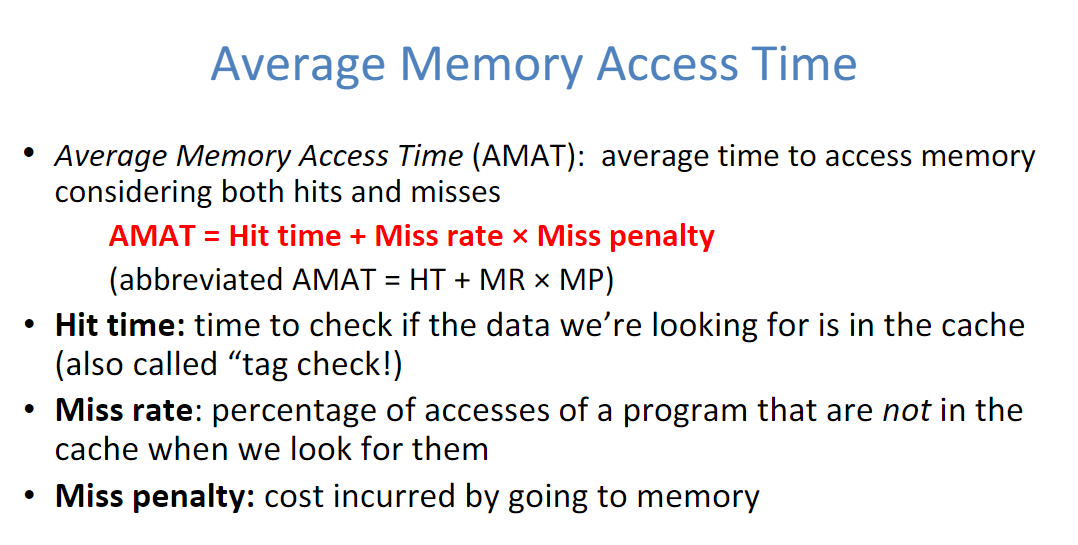 Average Memory Access Time
• Average Memory Access Time (AMAT):  average time to access memory
considering both hits and misses
AMAT = Hit time + Miss rate × Miss penalty
(abbreviated AMAT = HT + MR × MP)
• Hit time: time to check if the data we’re looking for is in the cache
(also called “tag check!)
• Miss rate: percentage of accesses of a program that are not in the
cache when we look for them
• Miss penalty: cost incurred by going to memory